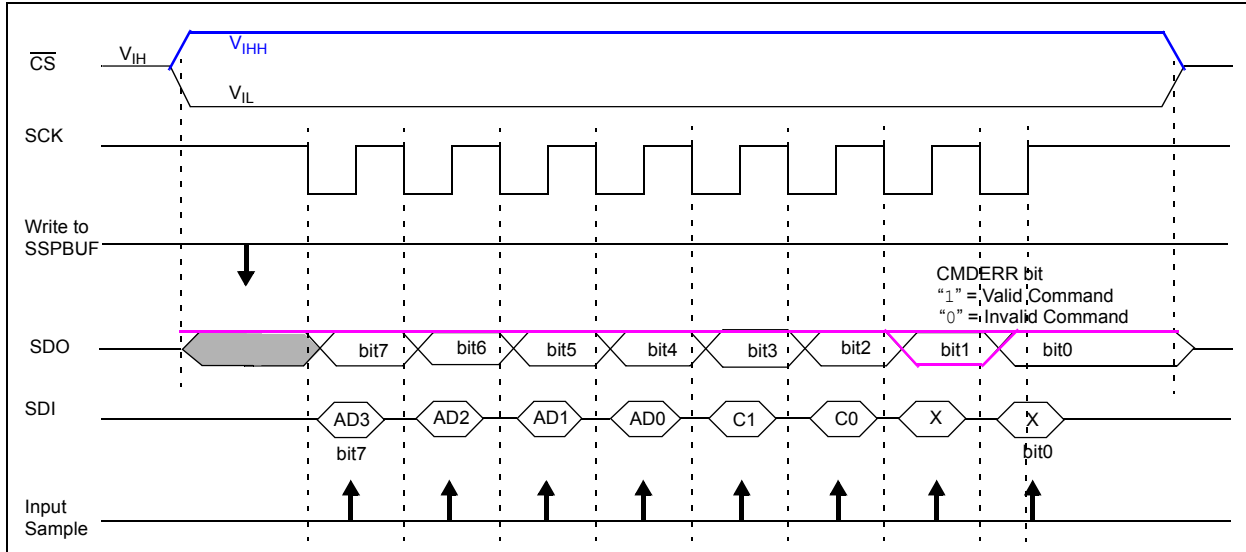 CS
VIH
VIHH
VIL
SCK
Write to
SSPBUF
CMDERR bit
“1” = Valid Command
“0” = Invalid Command
SDO
bit7 bit6 bit5 bit4 bit3 bit2 bit1 bit0
SDI
AD3 AD2 AD1 AD0 C1 C0 X X
bit7 bit0
Input
Sample